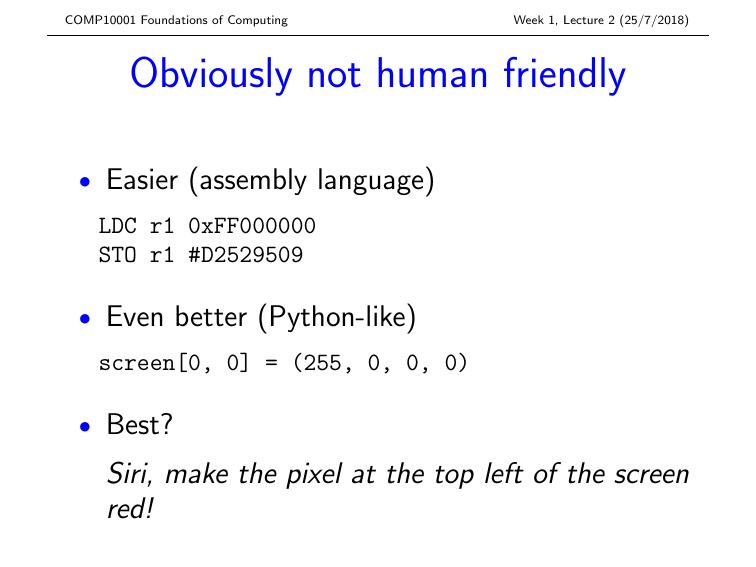 COMP10001 Foundations of Computing Week 1, Lecture 2 (25/7/2018)
Obviously not human friendly
• Easier (assembly language)
LDC r1 0xFF000000
STO r1 #D2529509
• Even better (Python-like)
screen[0, 0] = (255, 0, 0, 0)
• Best?
Siri, make the pixel at the top left of the screen
red!